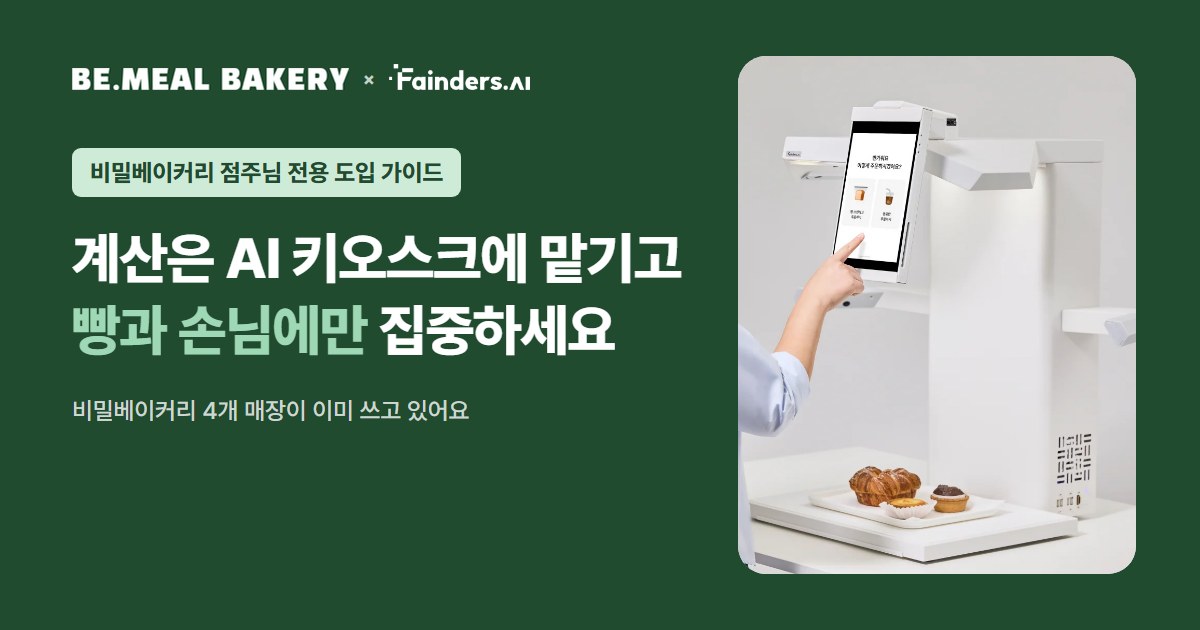 BE.MEAL BAKERY × Fainders.AI
비밀베이커리 점주님 전용 도입 가이드
계산은 AI 키오스크에 맡기고
빵과 손님에만 집중하세요
비밀베이커리 4개 매장이 이미 쓰고 있어요